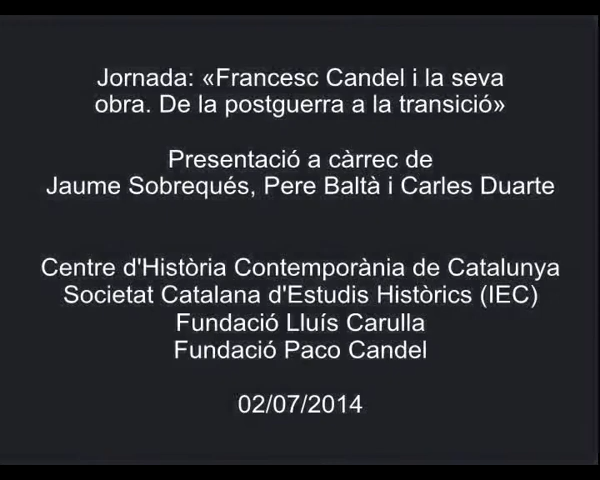 Jornada: «Francesc Candel i la seva
obra. De la postguerra a la transició»
Presentació a càrrec de
Jaume Sobrequés, Pere Baltà i Carles Duarte
Centre d'Història Contemporània de Catalunya
Societat Catalana d'Estudis Històrics (IEC)
Fundació Lluís Carulla
Fundació Paco Candel
02/07/2014